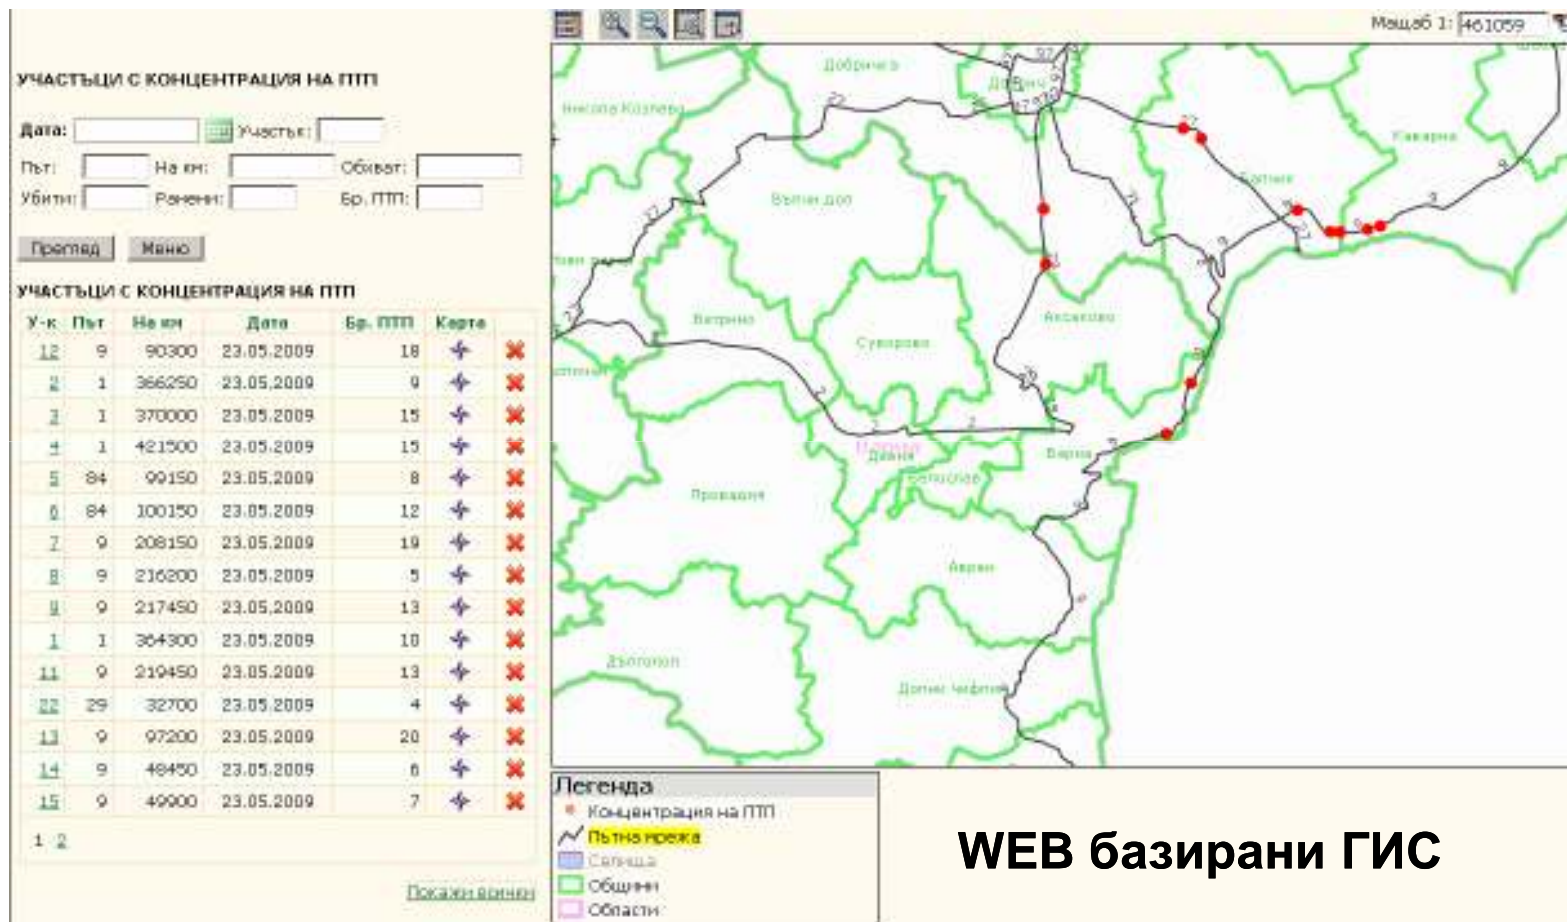 УЧАСТЪЦИ С КОНЦЕНТРАЦИЯ НА ПТП
Дата: Участък:
Път: На км: Обхват:
Убити: Ранени: Бр. ПТП:
Преглед Меню
УЧАСТЪЦИ С КОНЦЕНТРАЦИЯ НА ПТП
У-к Път На км Дата Бр. ПТП Карта
12 9 90300 23.05.2009 18
2 1 366250 23.05.2009 9
3 1 370000 23.05.2009 15
4 1 421500 23.05.2009 15
5 84 99150 23.05.2009 8
6 84 100150 23.05.2009 12
7 9 208150 23.05.2009 19
8 9 216200 23.05.2009 5
9 9 217450 23.05.2009 13
1 1 364300 23.05.2009 10
11 9 219450 23.05.2009 13
22 29 32700 23.05.2009 4
13 9 97200 23.05.2009 20
14 9 48450 23.05.2009 6
15 9 49900 23.05.2009 7
1 2
Покажи всички
Мащаб 1: 461059
Добричка
Добрич
Никола Козлево
Каварна
Балчик
Вълчи дол
Ветрино
Аксаково
Суворово
Варна
Девня
Белослав
Варна
Провадия
Аврен
Дългопол
Долни Чифлик
Легенда
Концентрация на ПТП
Пътна мрежа
Селища
Общини
Области
WEB базирани ГИС